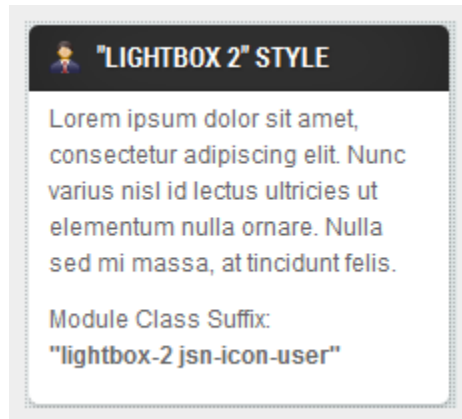 "LIGHTBOX 2" STYLE
Lorem ipsum dolor sit amet,
consectetur adipiscing elit. Nunc
varius nisl id lectus ultricies ut
elementum nulla ornare. Nulla
sed mi massa, at tincidunt felis.
Module Class Suffix:
"lightbox-2 jsn-icon-user"